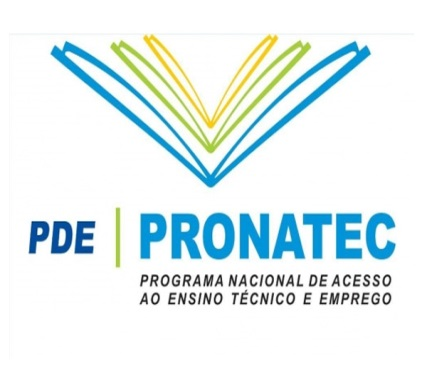 PDE | PRONATEC
PROGRAMA NACIONAL DE ACESSO
AO ENSINO TÉCNICO E EMPREGO